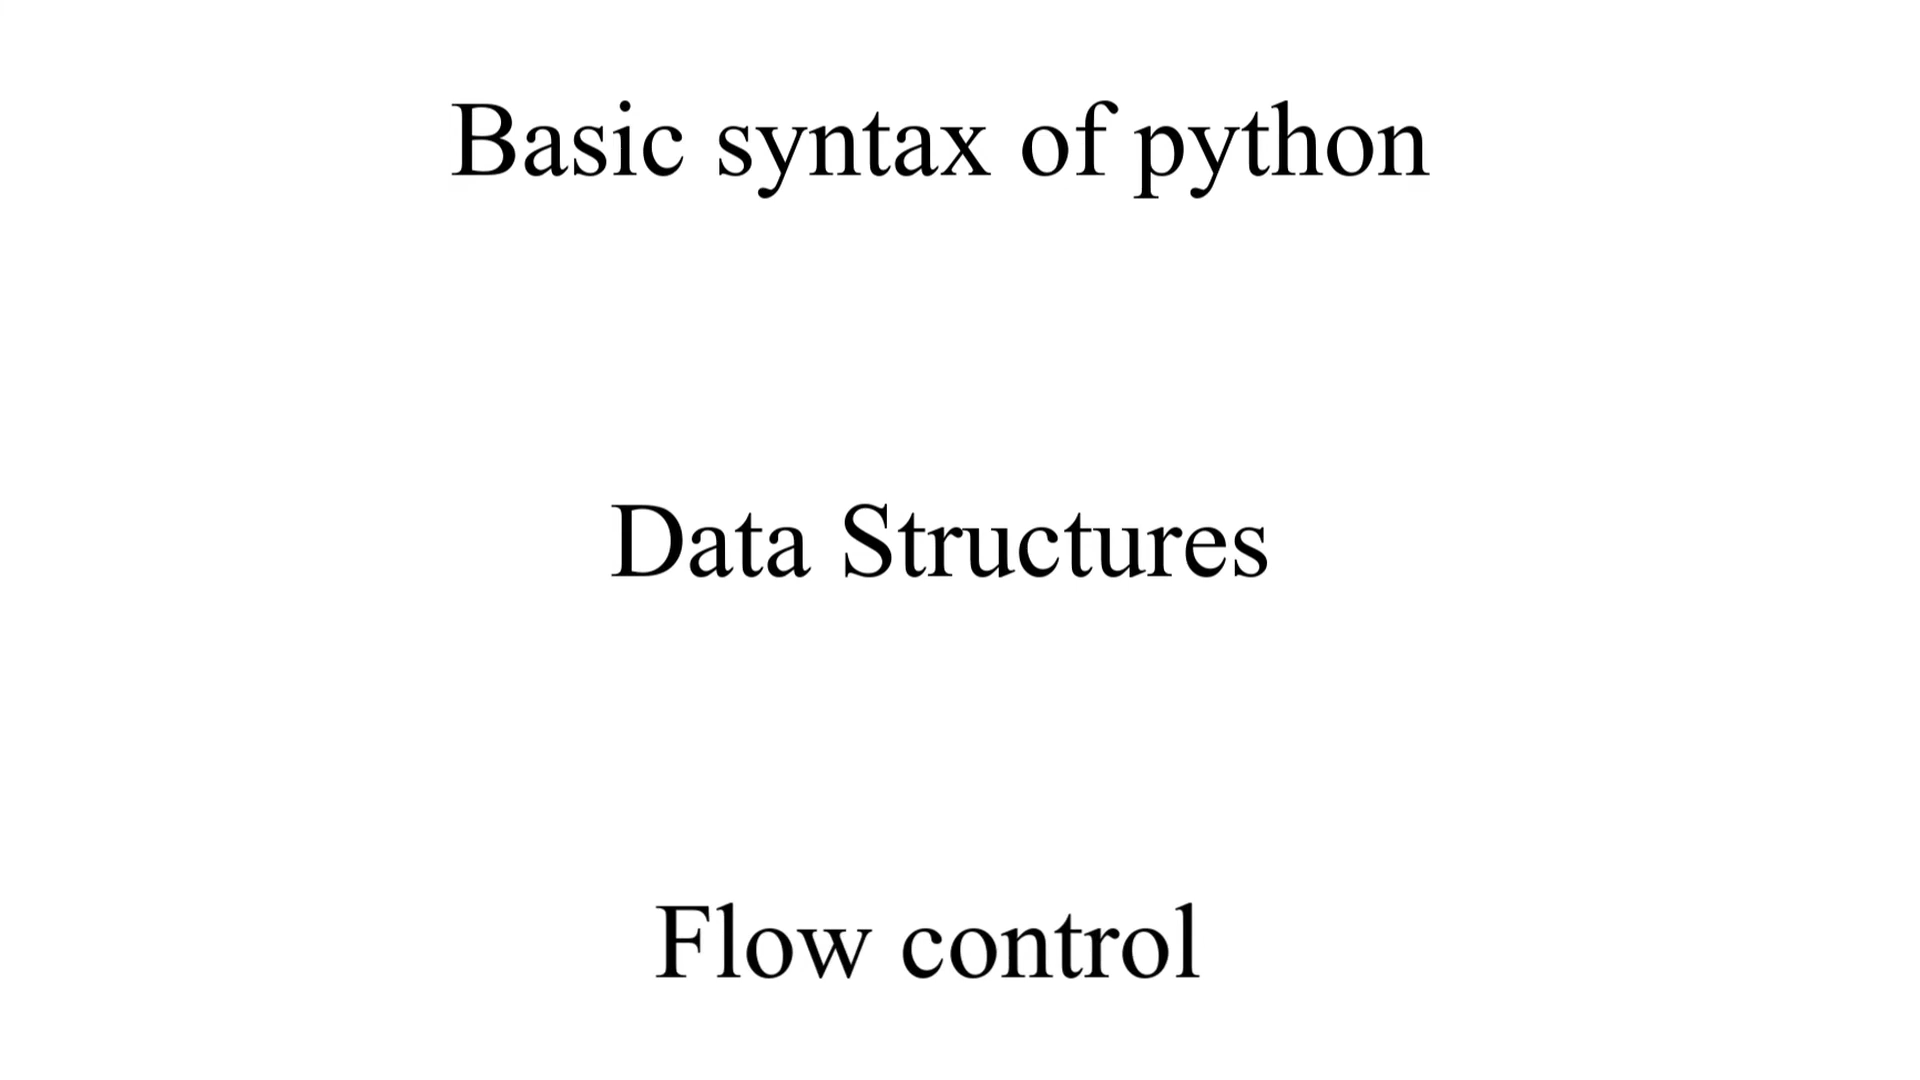 Basic syntax of python
Data Structures
Flow control